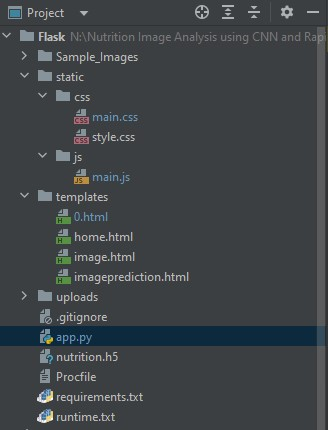 Project
Flask N:\Nutrition Image Analysis using CNN and Rap
Sample_Images
static
css
main.css
style.css
js
main.js
templates
0.html
home.html
image.html
imageprediction.html
uploads
.gitignore
app.py
nutrition.h5
Procfile
requirements.txt
runtime.txt